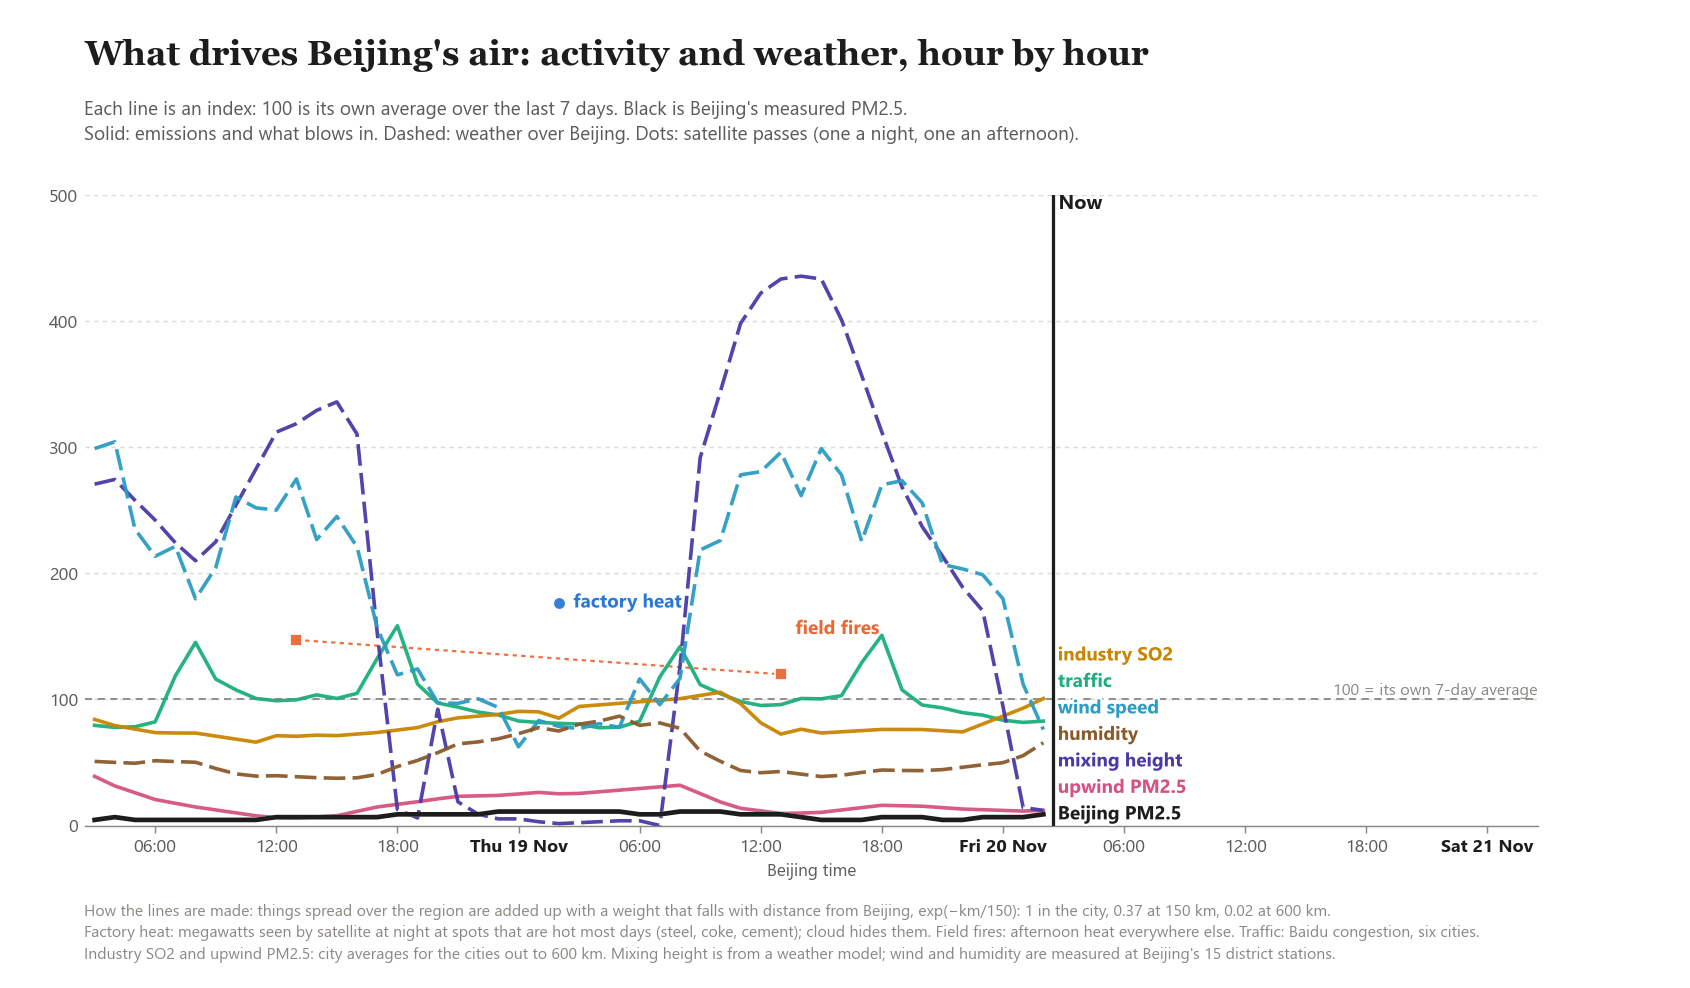 What drives Beijing's air: activity and weather, hour by hour
Each line is an index: 100 is its own average over the last 7 days. Black is Beijing's measured PM2.5.
Solid: emissions and what blows in. Dashed: weather over Beijing. Dots: satellite passes (one a night, one an afternoon).
500
Now
400
300
200
factory heat
field fires
industry SO2
traffic
100 = its own 7-day average
100
wind speed
humidity
mixing height
upwind PM2.5
Beijing PM2.5
0
06:00 12:00 18:00 Thu 19 Nov 06:00 12:00 18:00 Fri 20 Nov 06:00 12:00 18:00 Sat 21 Nov
Beijing time
How the lines are made: things spread over the region are added up with a weight that falls with distance from Beijing, exp(−km/150): 1 in the city, 0.37 at 150 km, 0.02 at 600 km.
Factory heat: megawatts seen by satellite at night at spots that are hot most days (steel, coke, cement); cloud hides them. Field fires: afternoon heat everywhere else. Traffic: Baidu congestion, six cities.
Industry SO2 and upwind PM2.5: city averages for the cities out to 600 km. Mixing height is from a weather model; wind and humidity are measured at Beijing's 15 district stations.